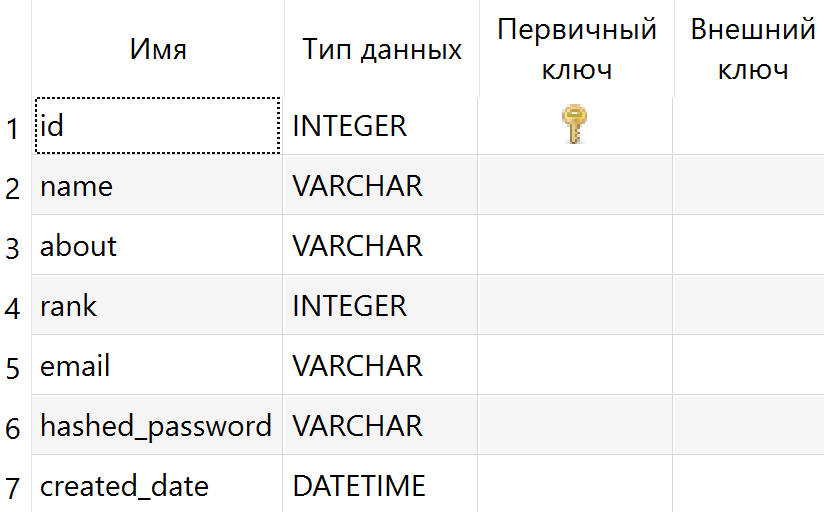 Имя Тип данных Первичный ключ Внешний ключ
1 id INTEGER
2 name VARCHAR
3 about VARCHAR
4 rank INTEGER
5 email VARCHAR
6 hashed_password VARCHAR
7 created_date DATETIME